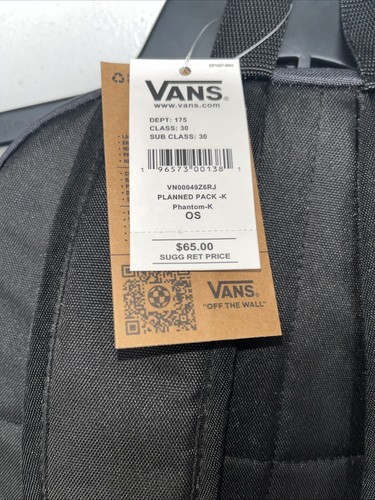 VANS®
www.vans.com
DEPT: 175
CLASS: 30
SUB CLASS: 30
1 96573 00138 1
VN00049Z6RJ
PLANNED PACK -K
Phantom-K
OS
$65.00
SUGG RET PRICE
VANS
"OFF THE WALL"